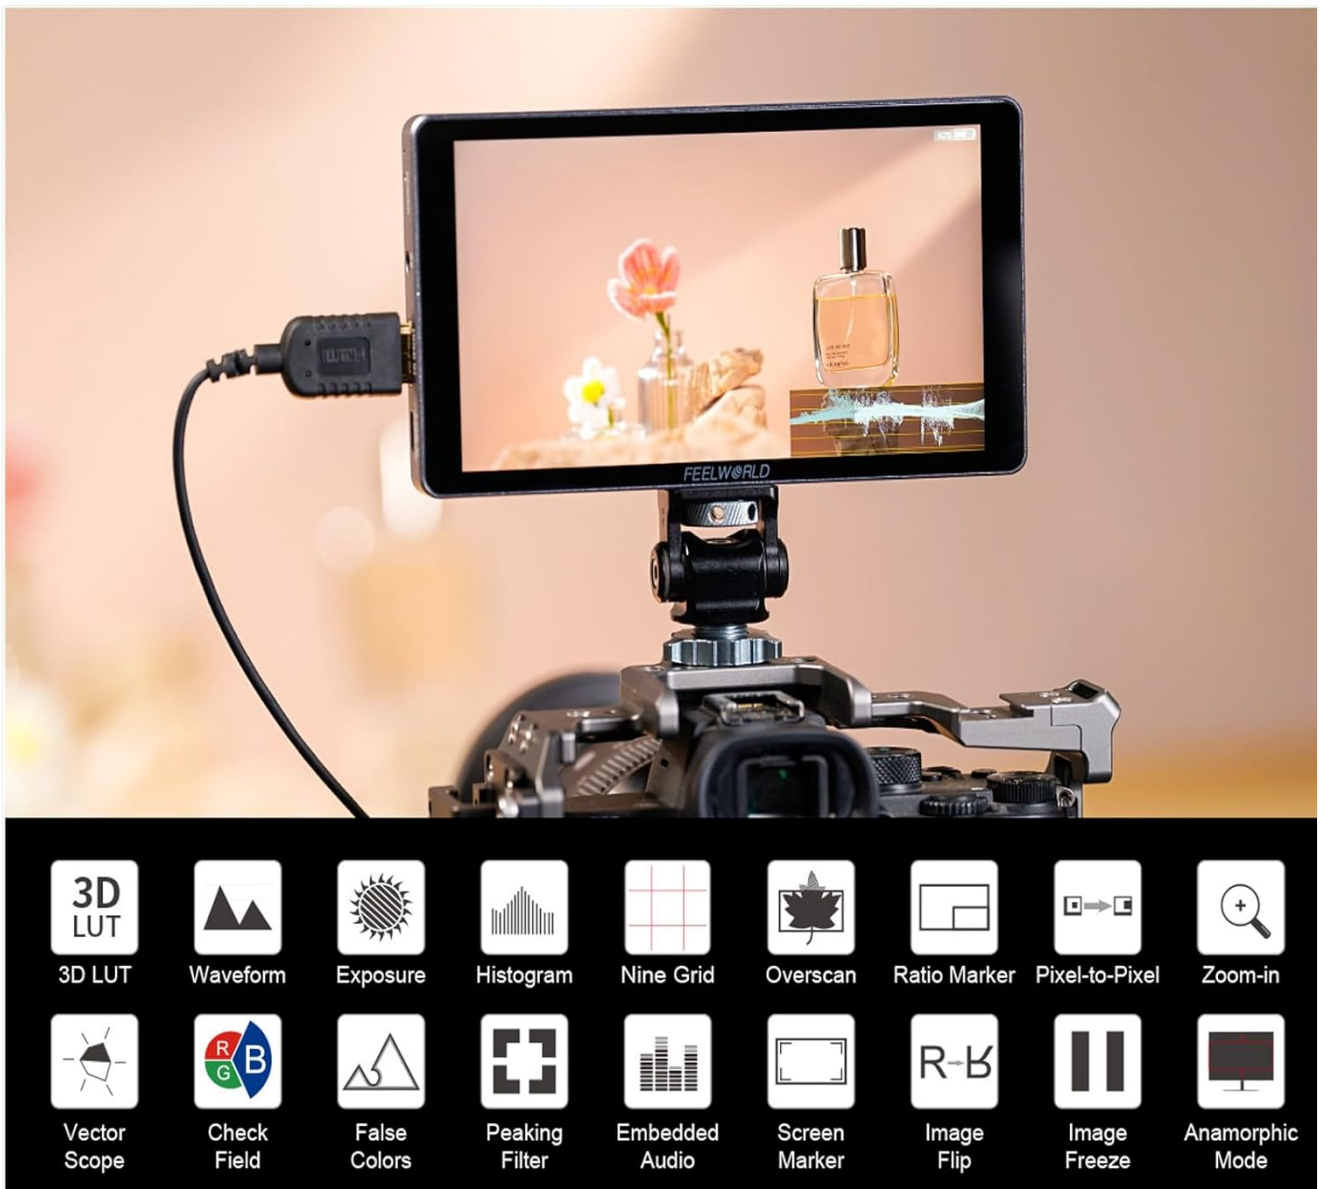 60%
FEELWORLD
HDMI
3D
LUT
3D LUT
Waveform
Exposure
Histogram
Nine Grid
Overscan
Ratio Marker
Pixel-to-Pixel
Zoom-in
R
G
B
R
R
Vector
Scope
Check
Field
False
Colors
Peaking
Filter
Embedded
Audio
Screen
Marker
Image
Flip
Image
Freeze
Anamorphic
Mode